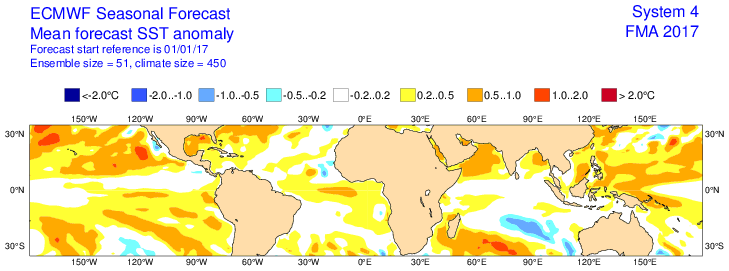 ECMWF Seasonal Forecast
System 4
Mean forecast SST anomaly
FMA 2017
Forecast start reference is 01/01/17
Ensemble size = 51, climate size = 450
<-2.0°C -2.0..-1.0 -1.0..-0.5 -0.5..-0.2 -0.2..0.2 0.2..0.5 0.5..1.0 1.0..2.0 > 2.0°C
150°W 120°W 90°W 60°W 30°W 0°E 30°E 60°E 90°E 120°E 150°E
30°N 30°N
0°N 0°N
30°S 30°S
150°W 120°W 90°W 60°W 30°W 0°E 30°E 60°E 90°E 120°E 150°E